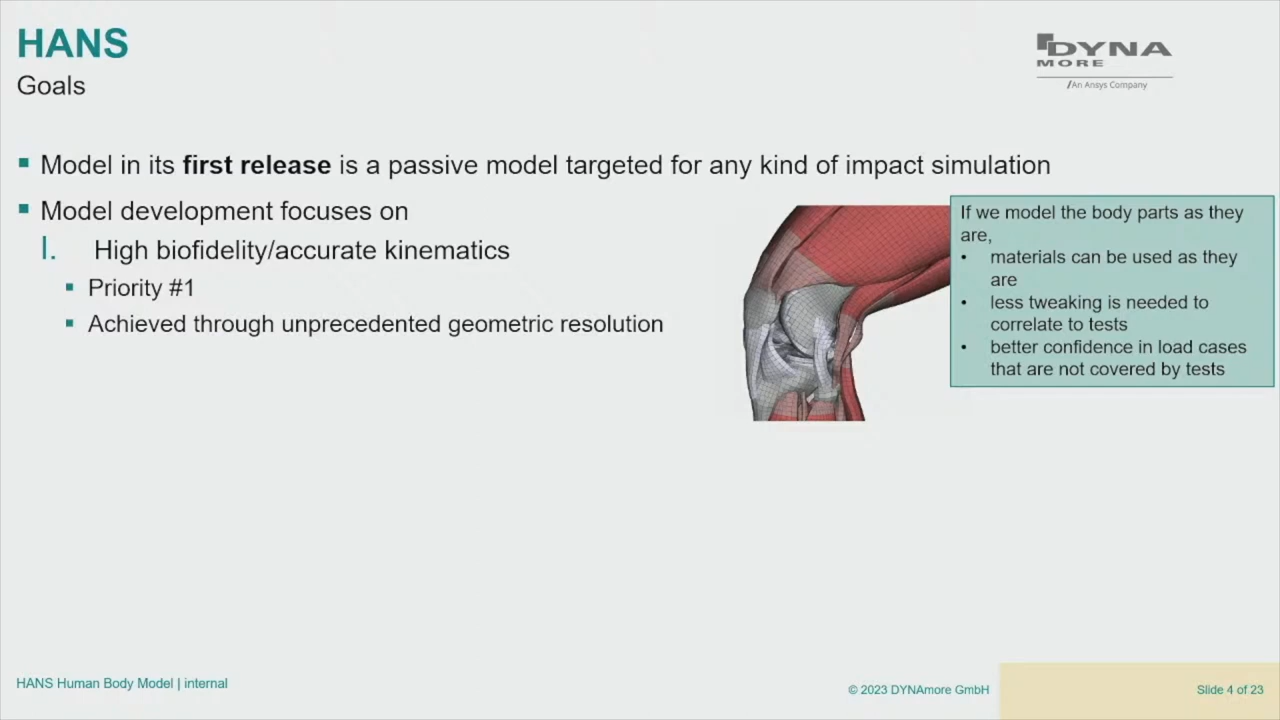 HANS
Goals
DYNA
MORE
/An Ansys Company
▪ Model in its first release is a passive model targeted for any kind of impact simulation
▪ Model development focuses on
I. High biofidelity/accurate kinematics
▪ Priority #1
▪ Achieved through unprecedented geometric resolution
If we model the body parts as they
are,
• materials can be used as they
are
• less tweaking is needed to
correlate to tests
• better confidence in load cases
that are not covered by tests
HANS Human Body Model | internal
© 2023 DYNAmore GmbH
Slide 4 of 23